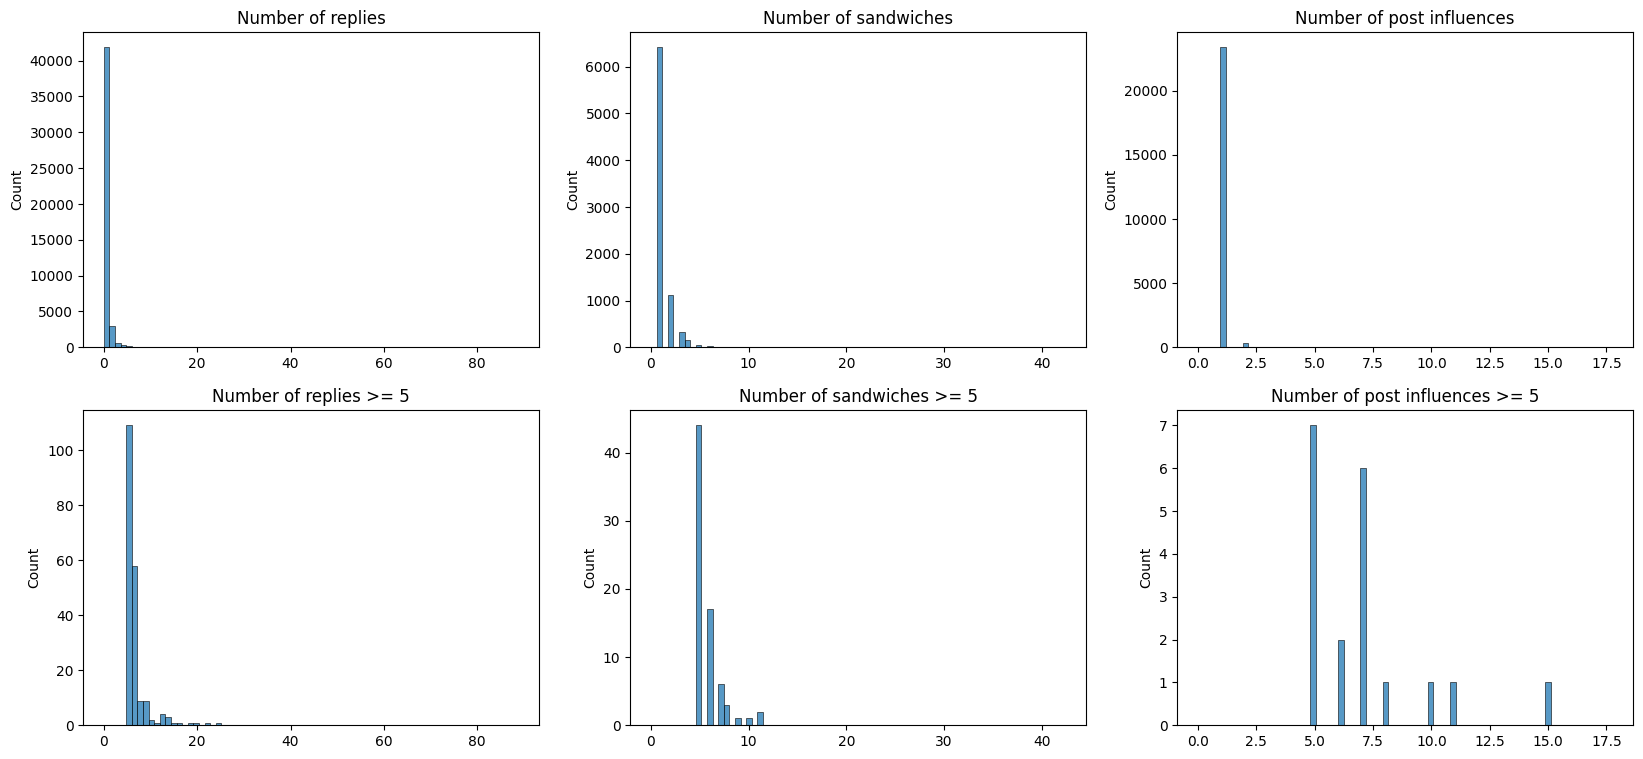 Number of replies
Count
40000
35000
30000
25000
20000
15000
10000
5000
0
0 20 40 60 80
Number of sandwiches
Count
6000
5000
4000
3000
2000
1000
0
0 10 20 30 40
Number of post influences
Count
20000
15000
10000
5000
0
0.0 2.5 5.0 7.5 10.0 12.5 15.0 17.5
Number of replies >= 5
Count
100
80
60
40
20
0
0 20 40 60 80
Number of sandwiches >= 5
Count
40
30
20
10
0
0 10 20 30 40
Number of post influences >= 5
Count
7
6
5
4
3
2
1
0
0.0 2.5 5.0 7.5 10.0 12.5 15.0 17.5